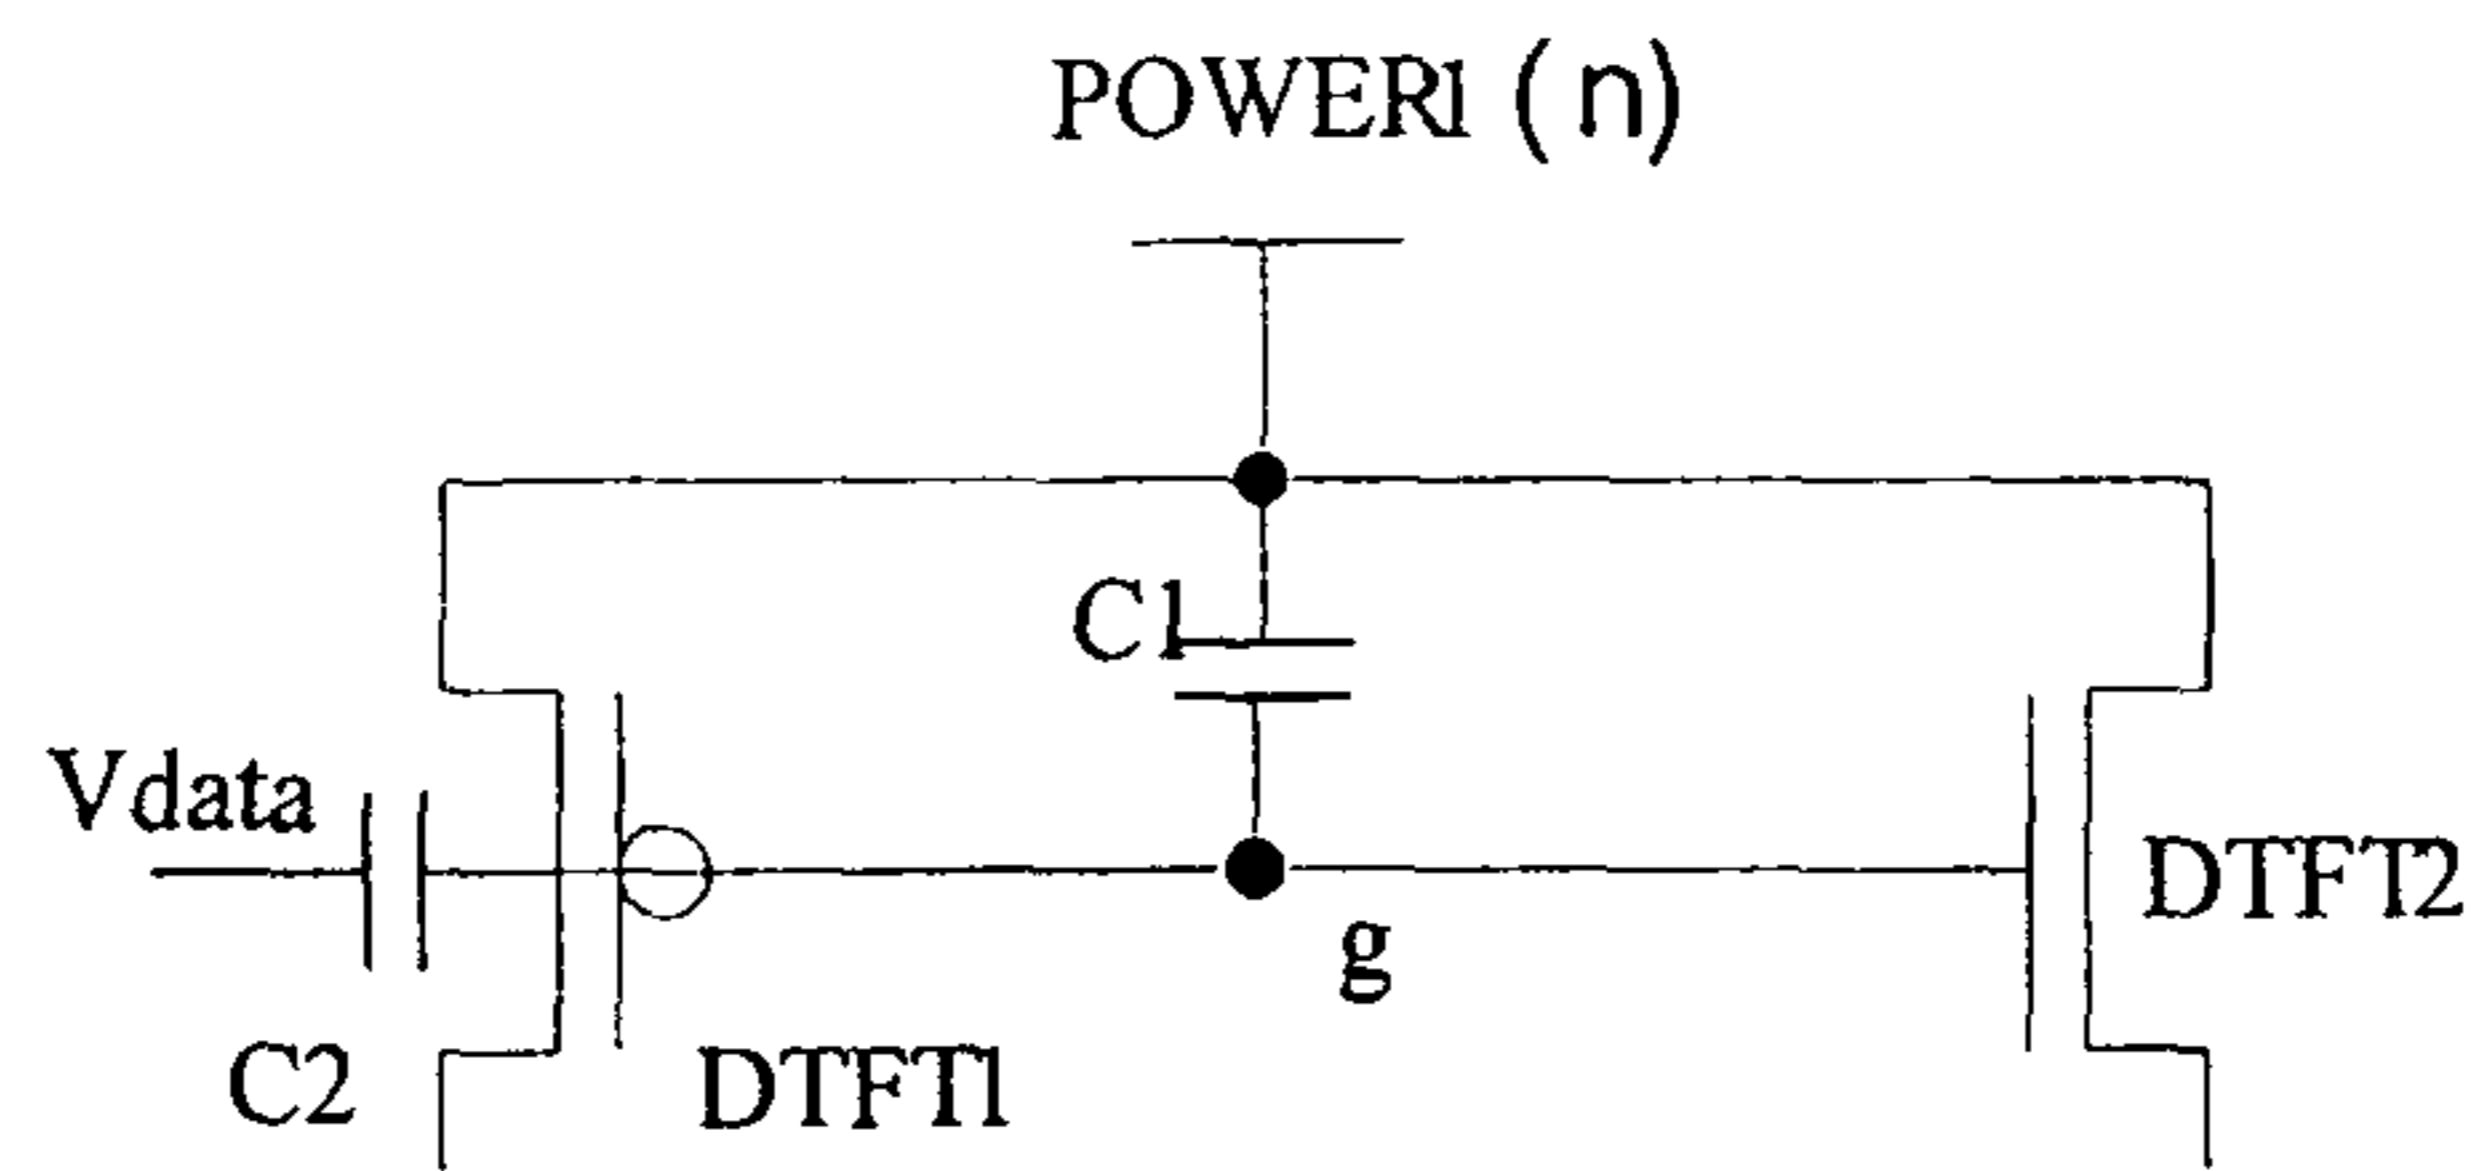 POWER1 (n)
C1
Vdata
DTFT2
g
C2
DTFT1